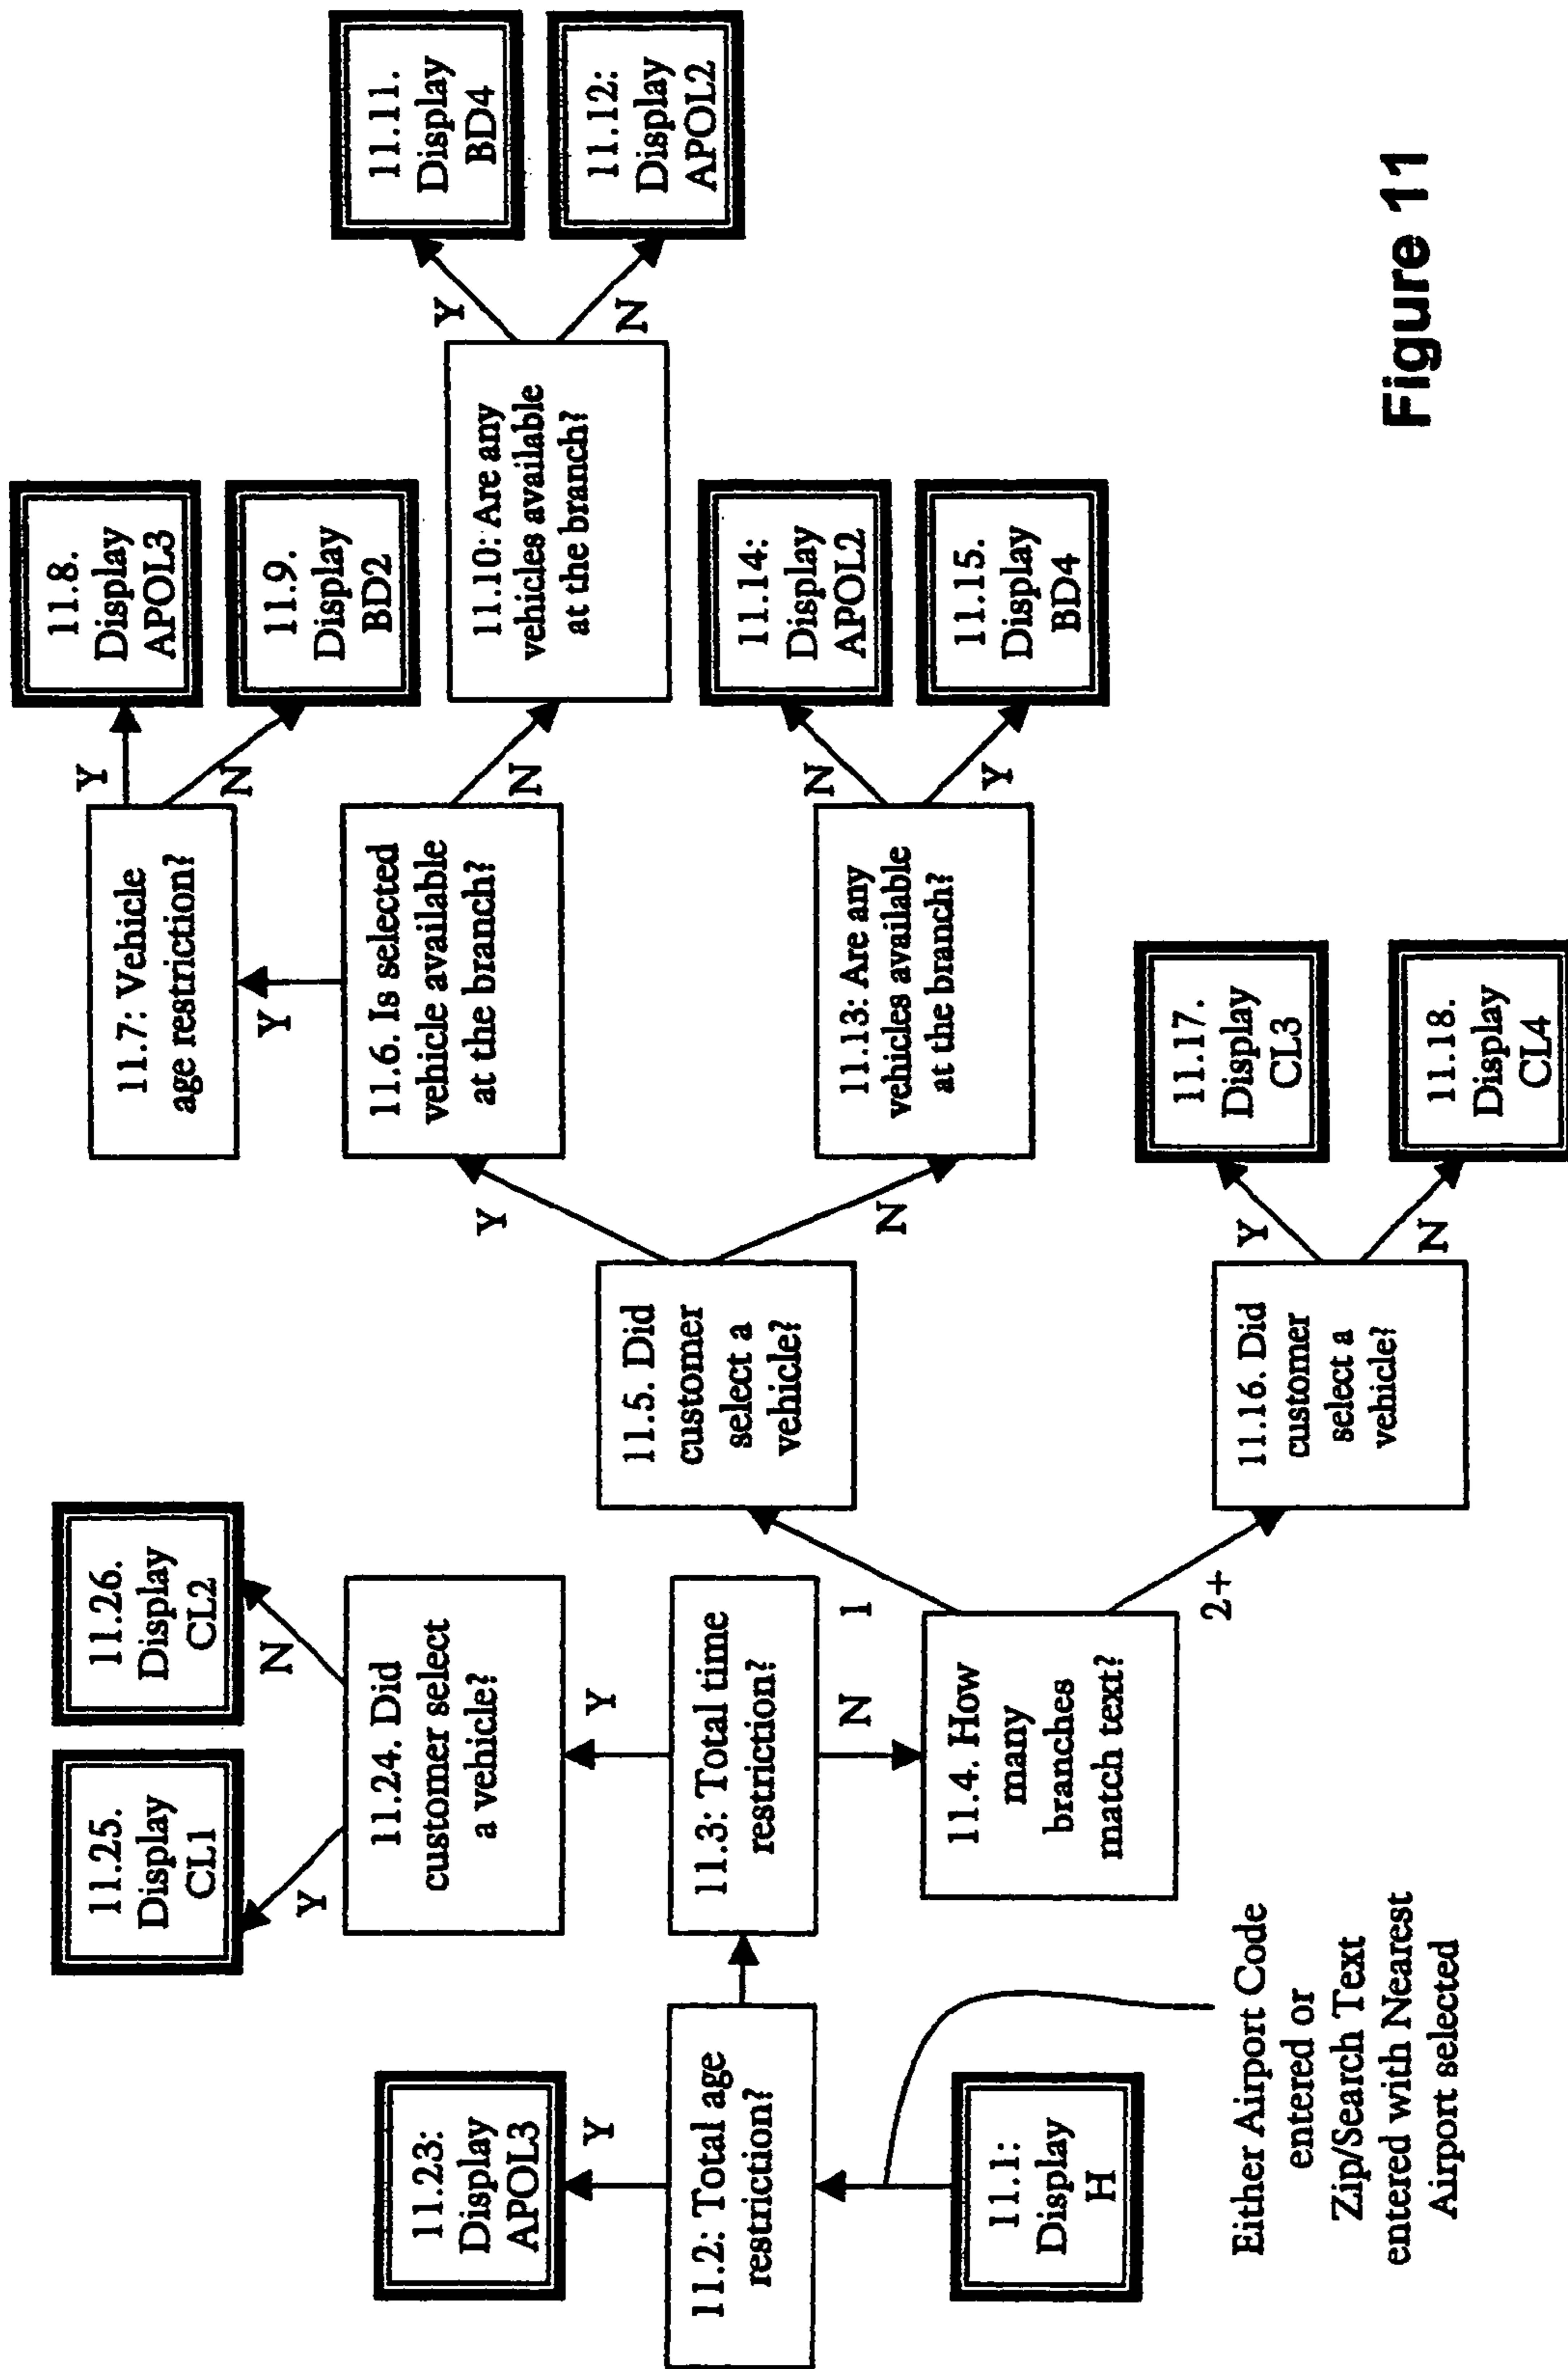 11.1:
Display
H
Either Airport Code
entered or
Zip/Search Text
entered with Nearest
Airport selected
11.2: Total age
restriction?
Y
11.23:
Display
APOL3
11.3: Total time
restriction?
Y
N
11.24. Did
customer select
a vehicle?
Y
N
11.25.
Display
CL1
11.26.
Display
CL2
11.4. How
many
branches
match text?
1
2+
11.5. Did
customer
select a
vehicle?
Y
N
11.6. Is selected
vehicle available
at the branch?
Y
N
11.7: Vehicle
age restriction?
Y
N
11.8.
Display
APOL3
11.9.
Display
BD2
11.10: Are any
vehicles available
at the branch?
Y
N
11.11.
Display
BD4
11.12:
Display
APOL2
11.13: Are any
vehicles available
at the branch?
N
Y
11.14:
Display
APOL2
11.15.
Display
BD4
11.16. Did
customer
select a
vehicle?
Y
N
11.17.
Display
CL3
11.18.
Display
CL4
Figure 11